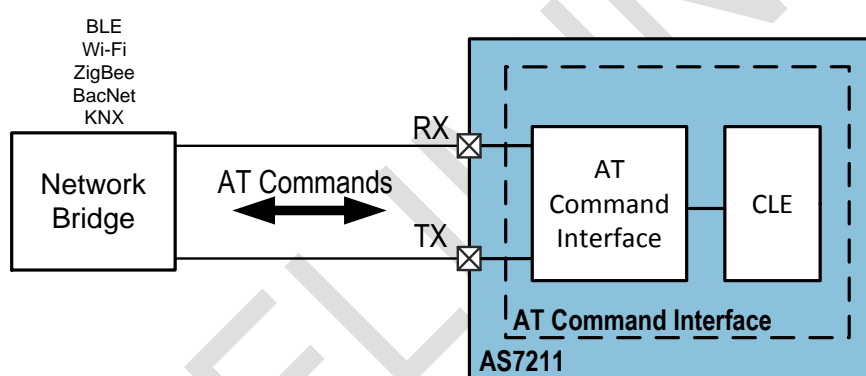 BLE
Wi-Fi
ZigBee
BacNet
KNX
Network
Bridge
AT Commands
RX
TX
AT
Command
Interface
CLE
AT Command Interface
AS7211